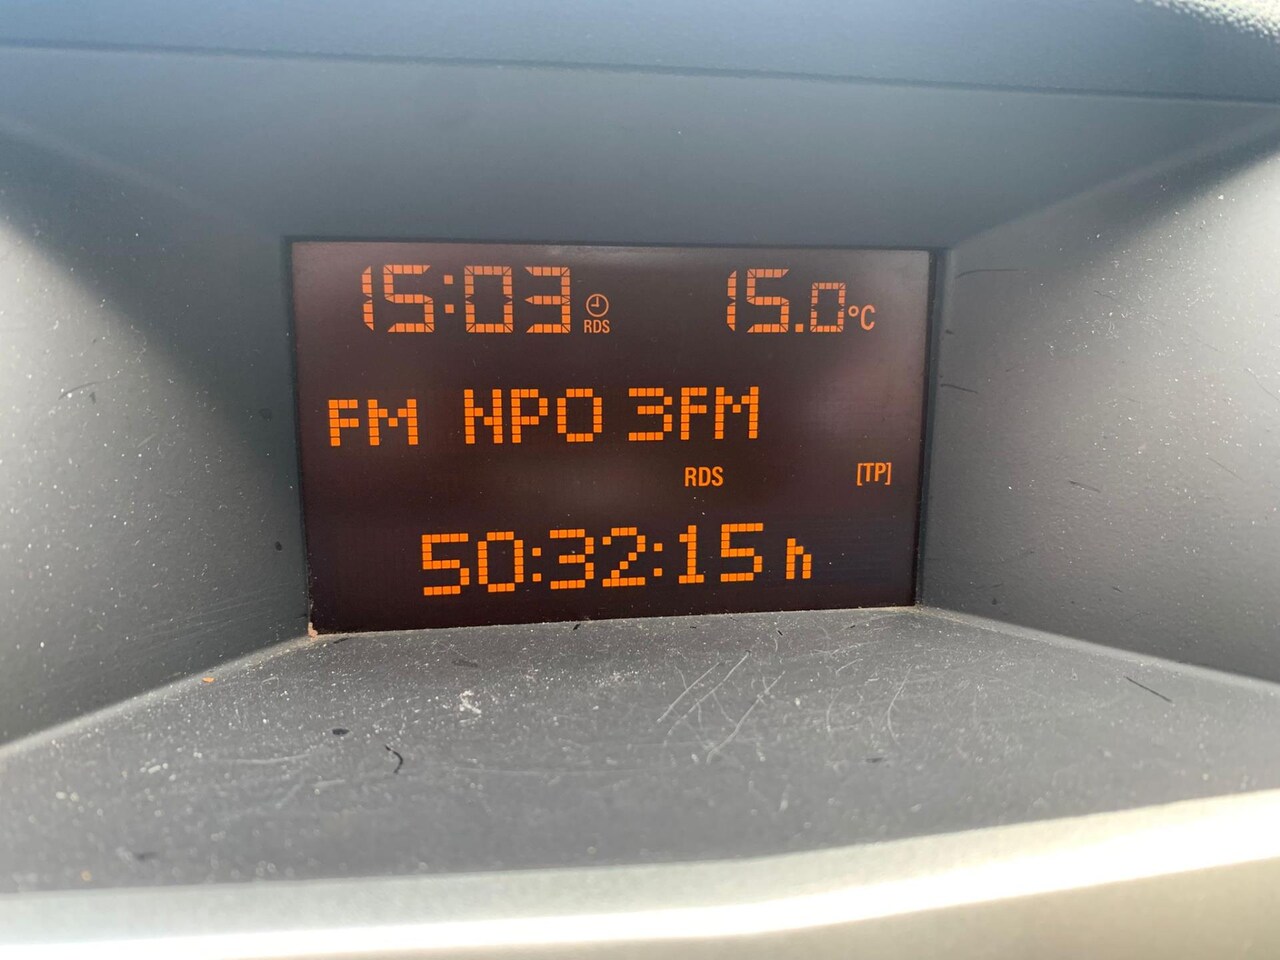 15:03 RDS 15.0°C
FM NPO 3FM
RDS [TP]
50:32:15 h